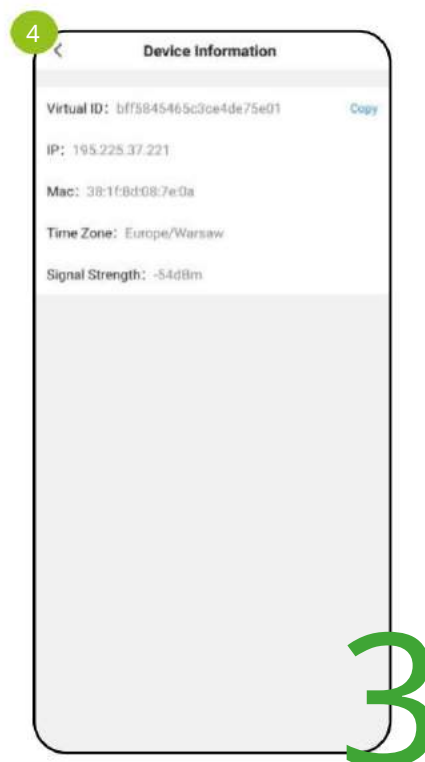 4
Device Information
Virtual ID: bff5845465c3ce4de75e01 Copy
IP: 195.225.37.221
Mac: 38:1f:8d:08:7e:0a
Time Zone: Europe/Warsaw
Signal Strength: -54dBm
3